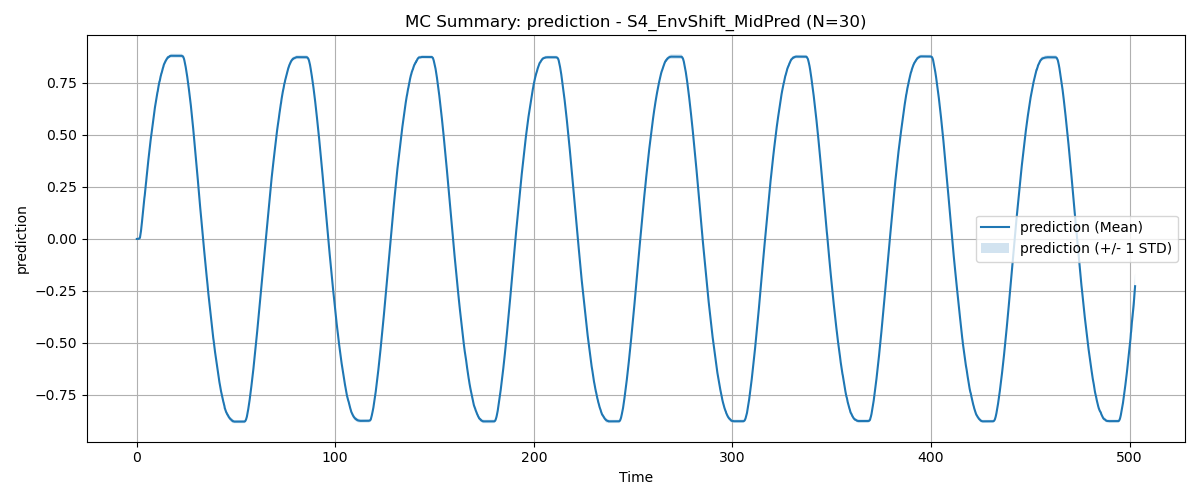 MC Summary: prediction - S4_EnvShift_MidPred (N=30)
prediction
0.75
0.50
0.25
0.00
−0.25
−0.50
−0.75
prediction (Mean)
prediction (+/- 1 STD)
0 100 200 300 400 500
Time